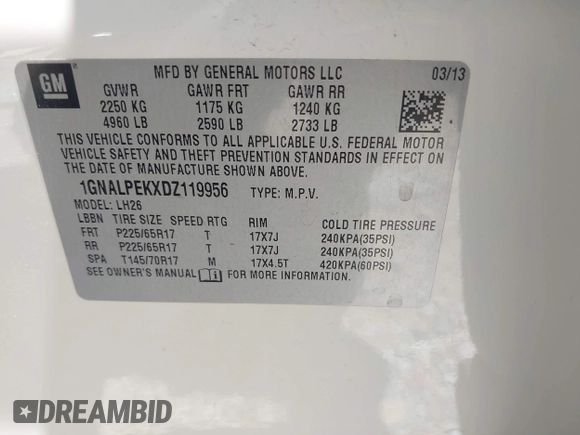 GM
MFD BY GENERAL MOTORS LLC 03/13
GVWR GAWR FRT GAWR RR
2250 KG 1175 KG 1240 KG
4960 LB 2590 LB 2733 LB
THIS VEHICLE CONFORMS TO ALL APPLICABLE U.S. FEDERAL MOTOR
VEHICLE SAFETY AND THEFT PREVENTION STANDARDS IN EFFECT ON
THE DATE OF MANUFACTURE SHOWN ABOVE.
1GNALPEKXDZ119956 TYPE: M.P.V.
MODEL: LH26
LBBN TIRE SIZE SPEED RTG RIM COLD TIRE PRESSURE
FRT P225/65R17 T 17X7J 240KPA(35PSI)
RR P225/65R17 T 17X7J 240KPA(35PSI)
SPA T145/70R17 M 17X4.5T 420KPA(60PSI)
SEE OWNER'S MANUAL FOR MORE INFORMATION.
DREAMBID